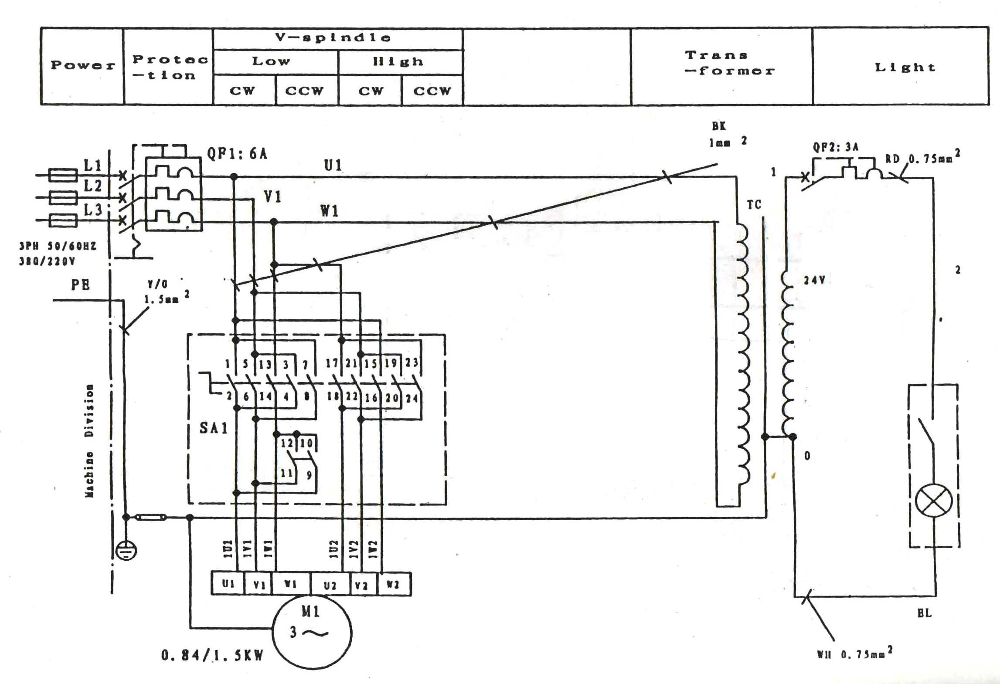 Power
Protec
-tion
V-spindle
Low
High
CW
CCW
CW
CCW
Trans
-former
Light
BK
1mm 2
QF1: 6A
U1
L1
L2
L3
V1
W1
1
QF2: 3A
RD 0.75mm2
TC
3PH 50/60HZ
380/220V
PE
Y/G
1.5mm 2
24V
2
1 5 13 3 7 17 21 15 19 23
2 6 14 4 8 18 22 16 20 24
SA1
12 10
11 9
0
Machine Division
1U1 1V1 1W1 1U2 1V2 1W2
U1 V1 W1 U2 V2 W2
M1
3 ~
0.84/1.5KW
EL
WH 0.75mm2